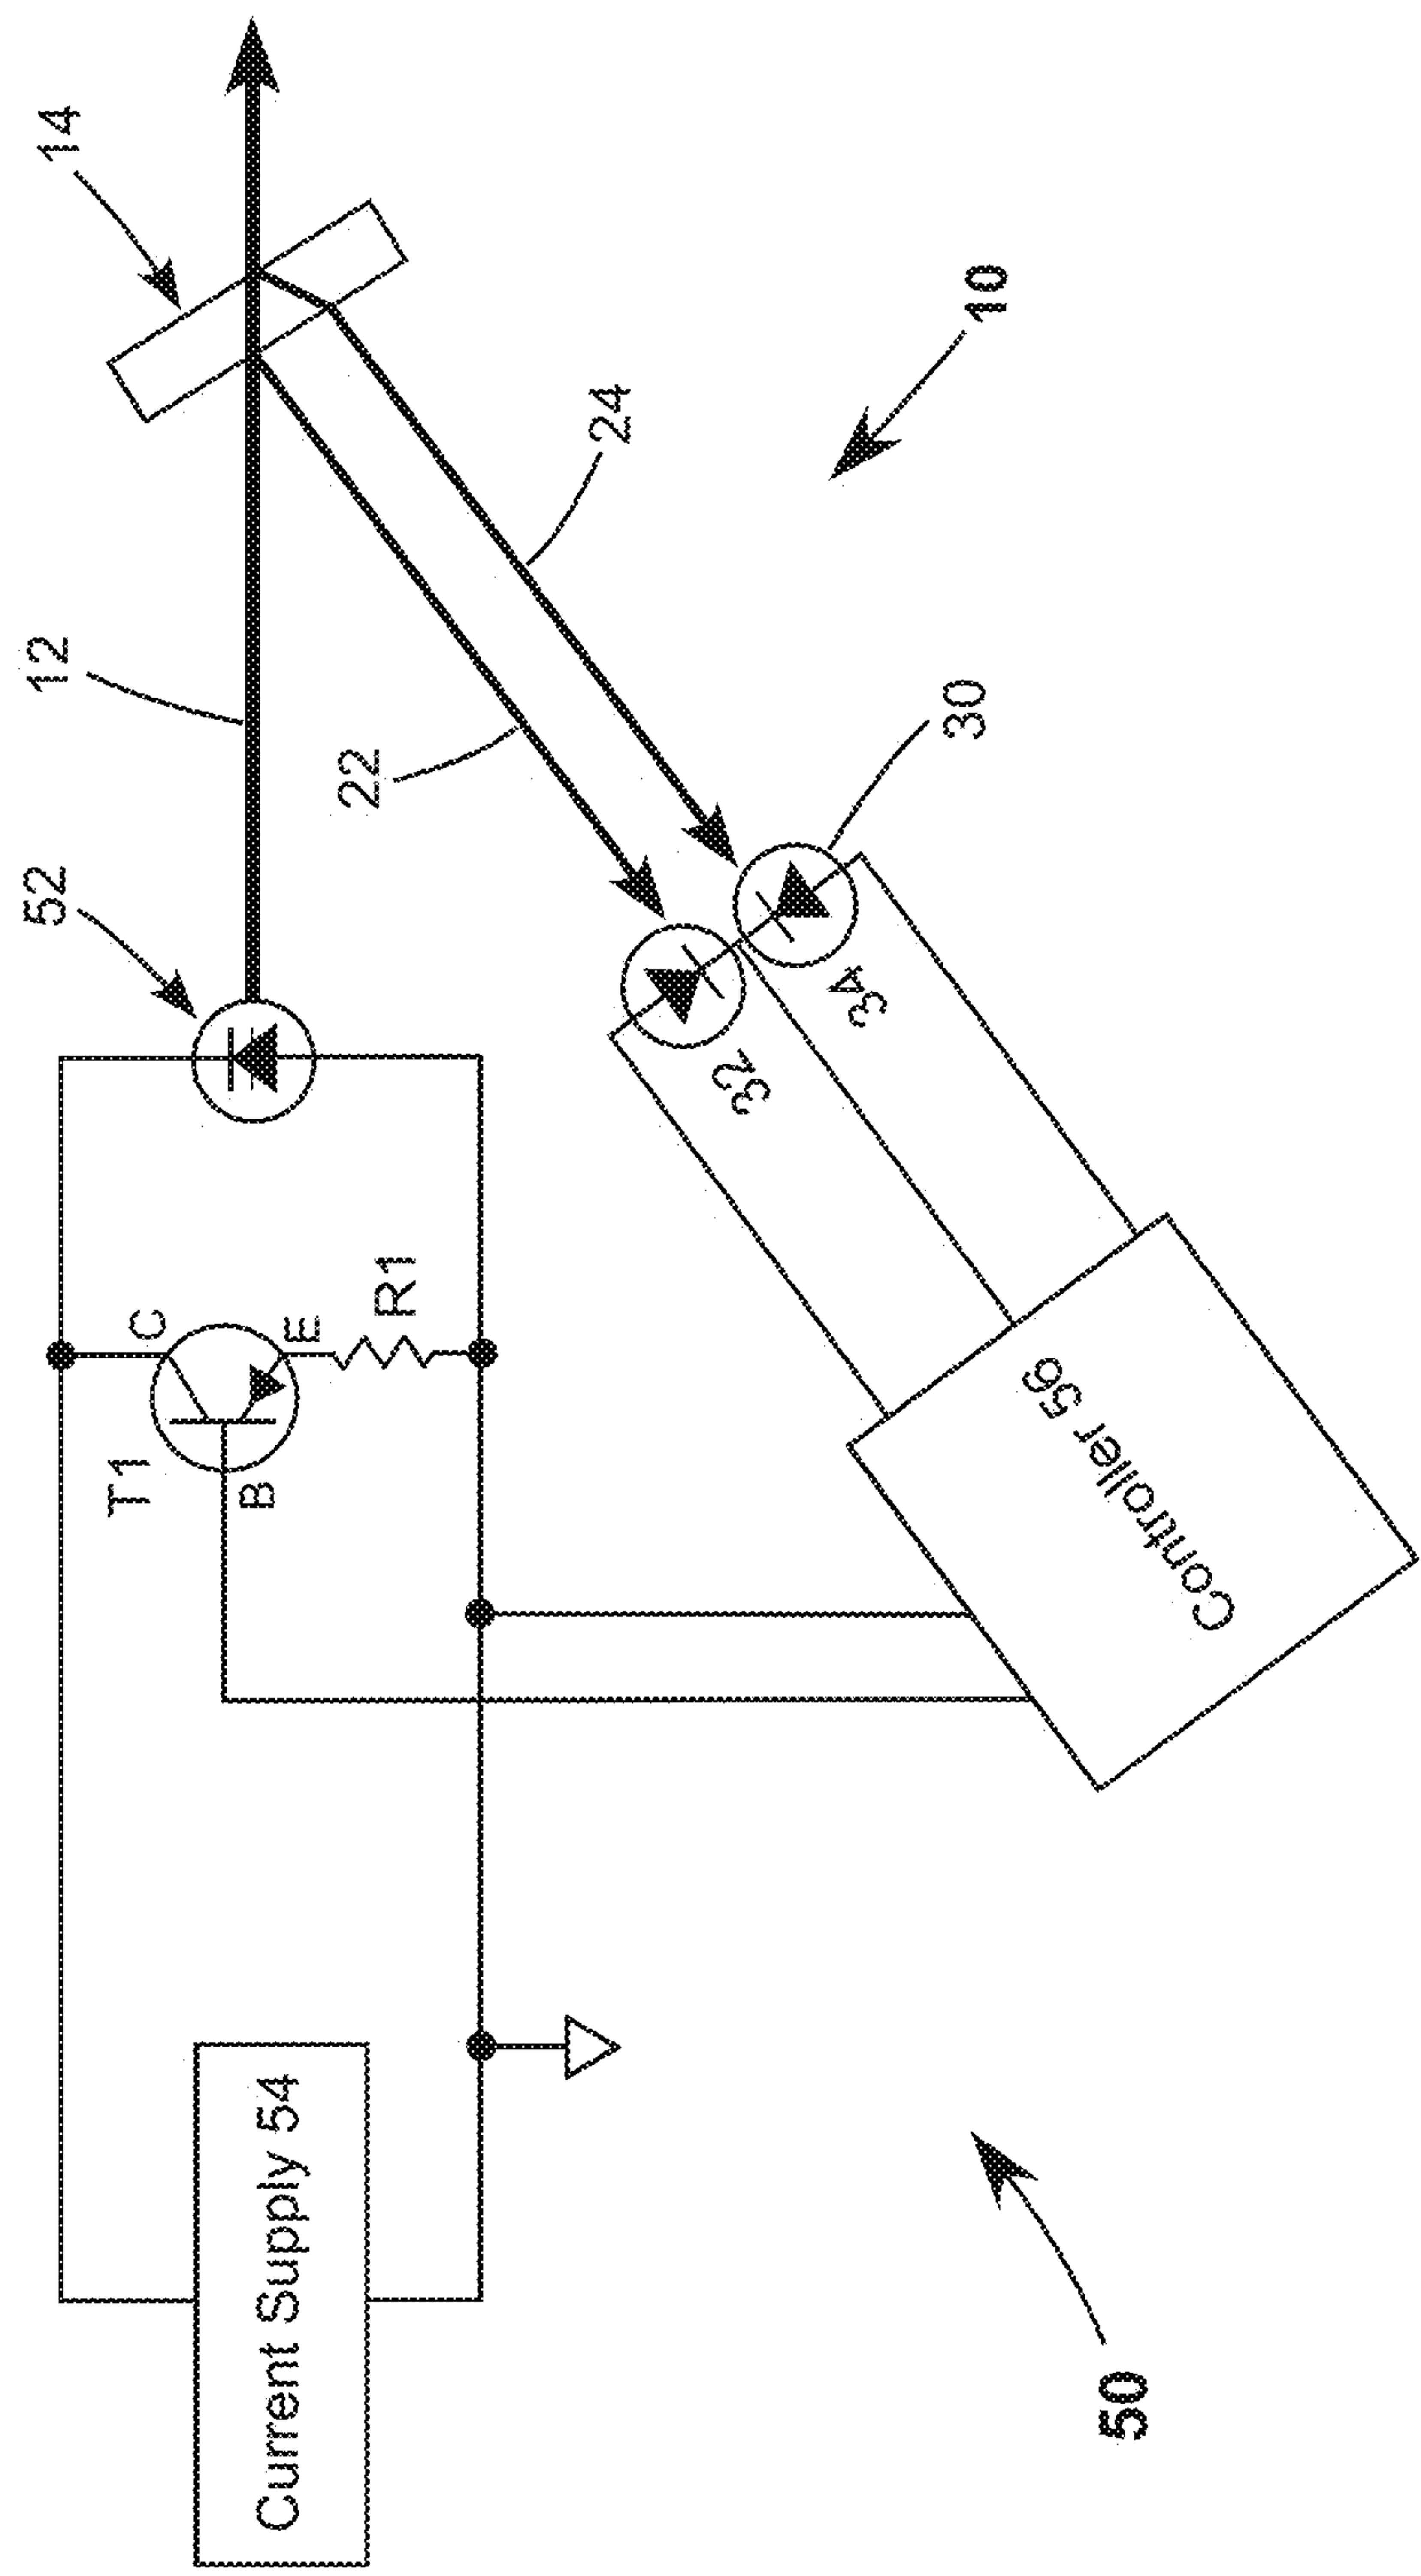 Current Supply 54
T1
C
B
E
R1
52
12
14
22
24
30
32
34
Controller 56
10
50